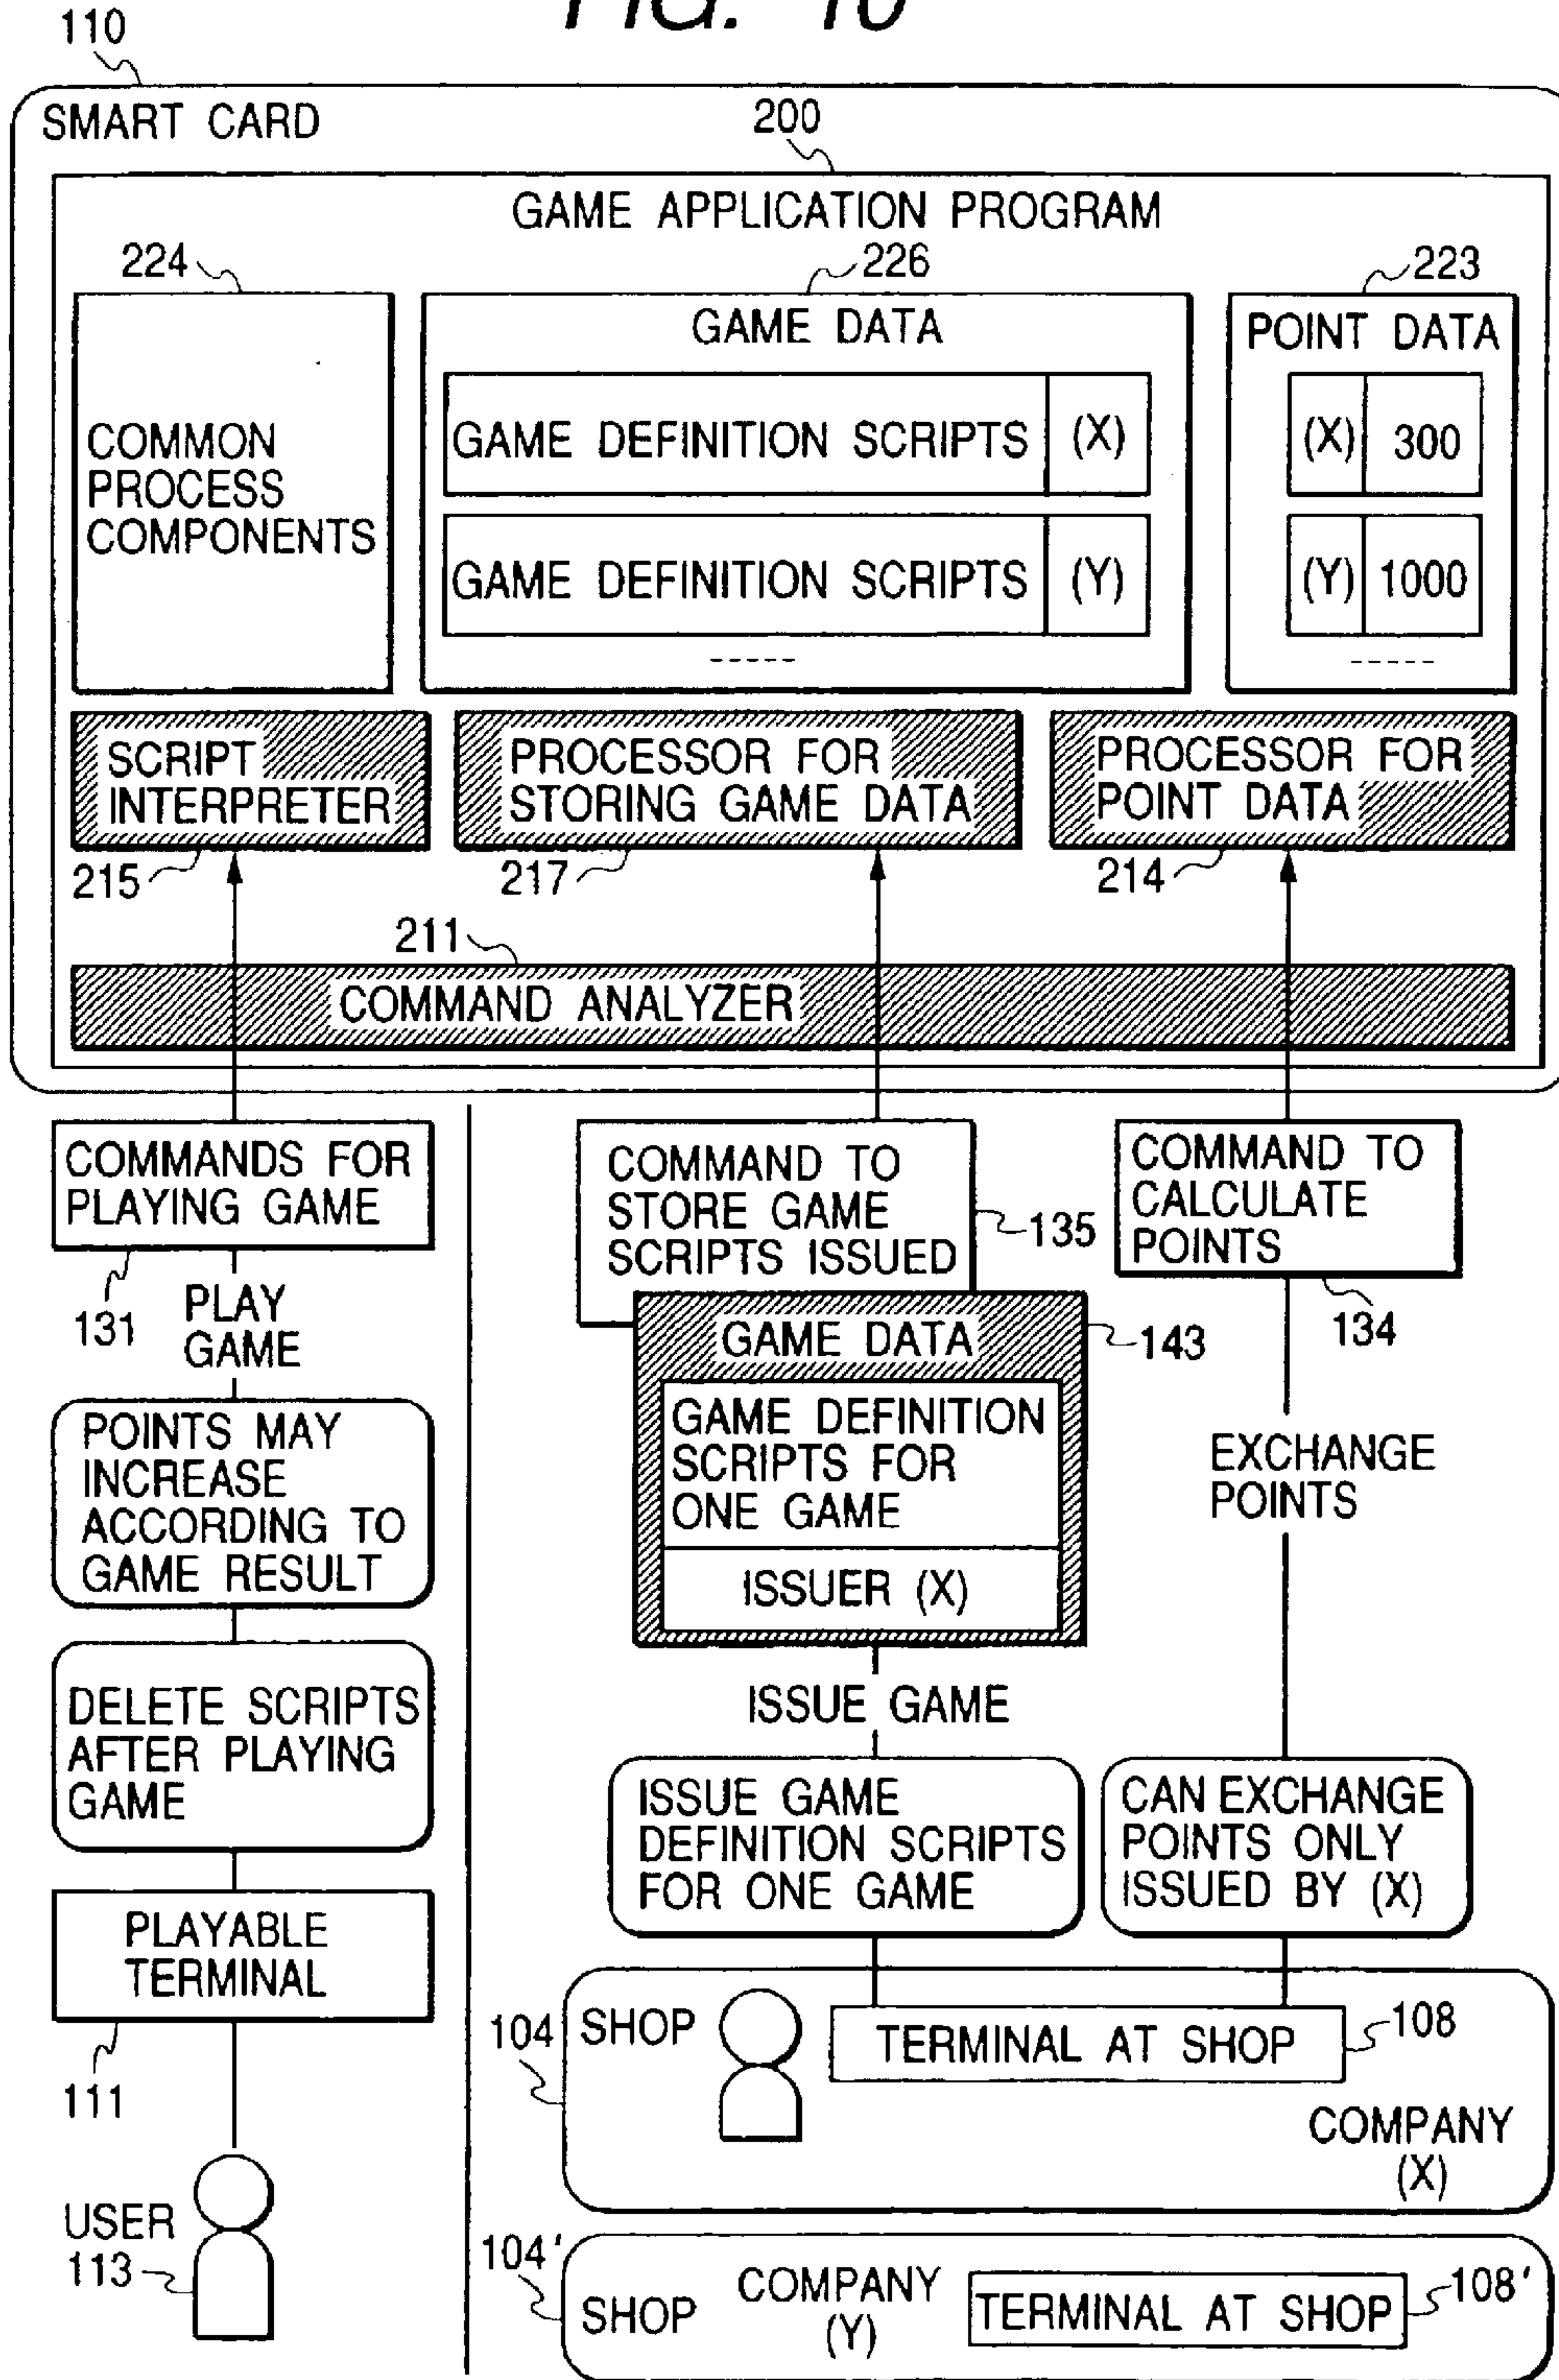 FIG. 10
110
SMART CARD
200
GAME APPLICATION PROGRAM
224
226
223
COMMON
PROCESS
COMPONENTS
GAME DATA
GAME DEFINITION SCRIPTS (X)
GAME DEFINITION SCRIPTS (Y)
-----
POINT DATA
(X) 300
(Y) 1000
-----
SCRIPT
INTERPRETER
PROCESSOR FOR
STORING GAME DATA
PROCESSOR FOR
POINT DATA
215
217
214
211
COMMAND ANALYZER
COMMANDS FOR
PLAYING GAME
131
PLAY
GAME
POINTS MAY
INCREASE
ACCORDING TO
GAME RESULT
DELETE SCRIPTS
AFTER PLAYING
GAME
PLAYABLE
TERMINAL
111
USER
113
COMMAND TO
STORE GAME
SCRIPTS ISSUED
135
GAME DATA
143
GAME DEFINITION
SCRIPTS FOR
ONE GAME
ISSUER (X)
ISSUE GAME
ISSUE GAME
DEFINITION SCRIPTS
FOR ONE GAME
COMMAND TO
CALCULATE
POINTS
134
EXCHANGE
POINTS
CAN EXCHANGE
POINTS ONLY
ISSUED BY (X)
104
SHOP
TERMINAL AT SHOP
108
COMPANY
(X)
104'
SHOP
COMPANY
(Y)
TERMINAL AT SHOP
108'